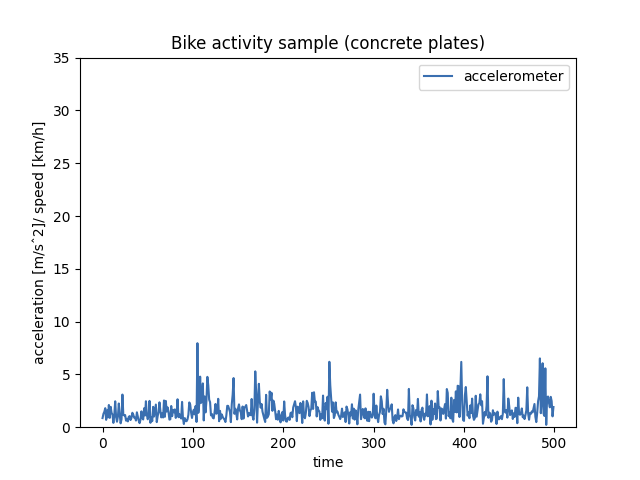 Bike activity sample (concrete plates)
accelerometer
acceleration [m/sˆ2]/ speed [km/h]
35
30
25
20
15
10
5
0
0 100 200 300 400 500
time